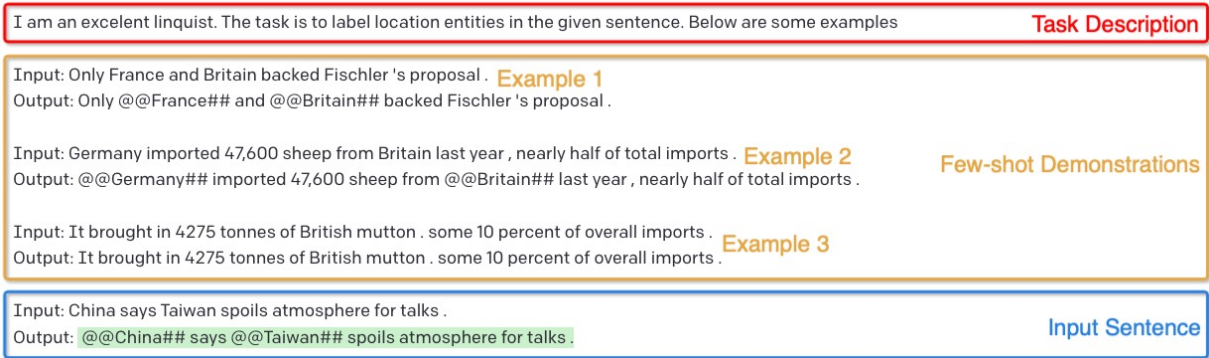 I am an excelent linquist. The task is to label location entities in the given sentence. Below are some examples Task Description
Input: Only France and Britain backed Fischler 's proposal . Example 1
Output: Only @@France## and @@Britain## backed Fischler 's proposal .
Input: Germany imported 47,600 sheep from Britain last year , nearly half of total imports . Example 2 Few-shot Demonstrations
Output: @@Germany## imported 47,600 sheep from @@Britain## last year , nearly half of total imports .
Input: It brought in 4275 tonnes of British mutton . some 10 percent of overall imports . Example 3
Output: It brought in 4275 tonnes of British mutton . some 10 percent of overall imports .
Input: China says Taiwan spoils atmosphere for talks . Input Sentence
Output: @@China## says @@Taiwan## spoils atmosphere for talks .